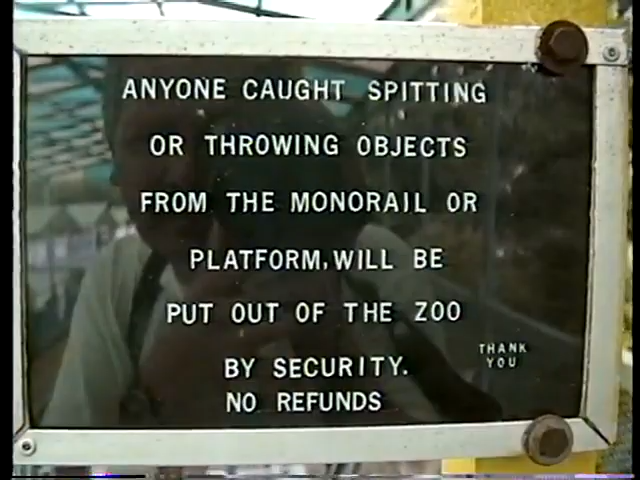 ANYONE CAUGHT SPITTING
OR THROWING OBJECTS
FROM THE MONORAIL OR
PLATFORM, WILL BE
PUT OUT OF THE ZOO
BY SECURITY.
NO REFUNDS
THANK
YOU